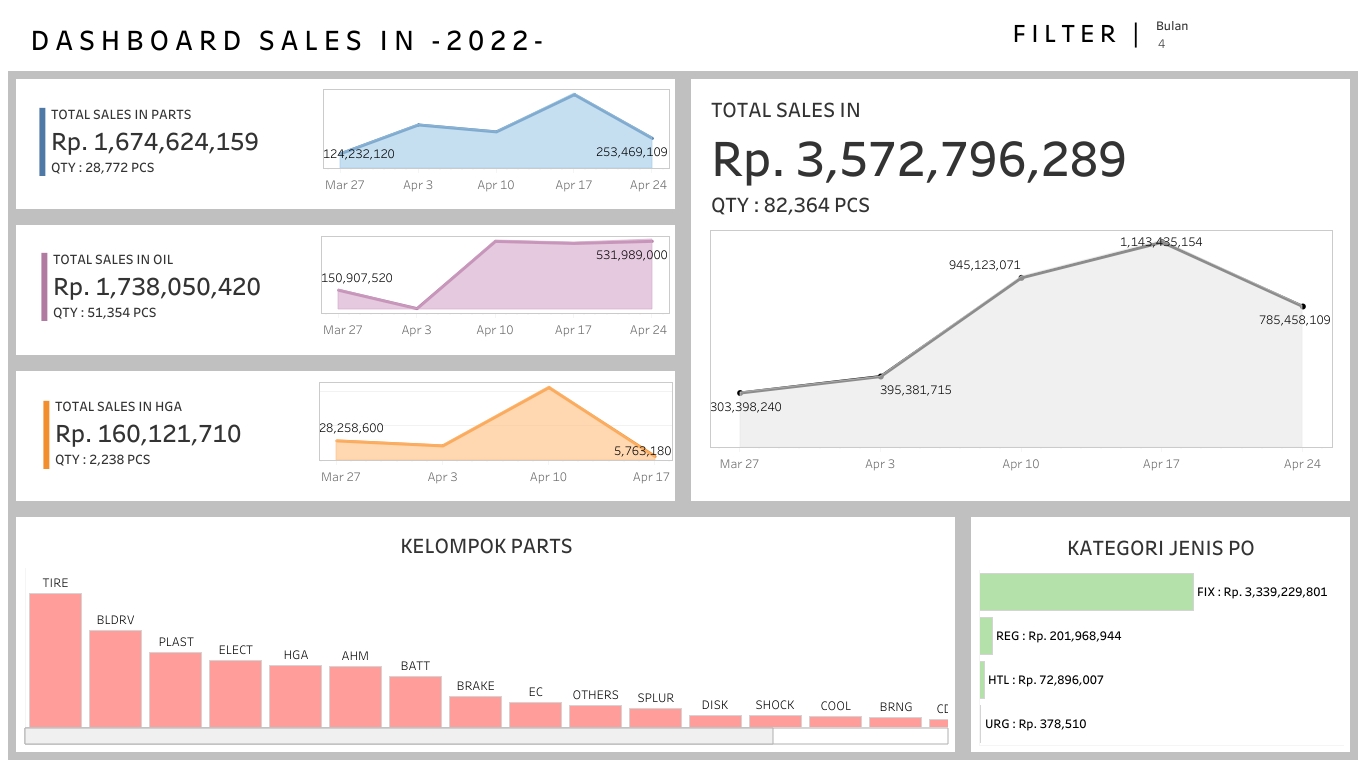 DASHBOARD SALES IN -2022-
FILTER |
Bulan
4
TOTAL SALES IN PARTS
Rp. 1,674,624,159
QTY : 28,772 PCS
124,232,120
253,469,109
Mar 27 Apr 3 Apr 10 Apr 17 Apr 24
TOTAL SALES IN OIL
Rp. 1,738,050,420
QTY : 51,354 PCS
150,907,520
531,989,000
Mar 27 Apr 3 Apr 10 Apr 17 Apr 24
TOTAL SALES IN HGA
Rp. 160,121,710
QTY : 2,238 PCS
28,258,600
5,763,180
Mar 27 Apr 3 Apr 10 Apr 17
TOTAL SALES IN
Rp. 3,572,796,289
QTY : 82,364 PCS
1,143,435,154
945,123,071
785,458,109
395,381,715
303,398,240
Mar 27 Apr 3 Apr 10 Apr 17 Apr 24
KELOMPOK PARTS
TIRE BLDRV PLAST ELECT HGA AHM BATT BRAKE EC OTHERS SPLUR DISK SHOCK COOL BRNG
KATEGORI JENIS PO
FIX : Rp. 3,339,229,801
REG : Rp. 201,968,944
HTL : Rp. 72,896,007
URG : Rp. 378,510